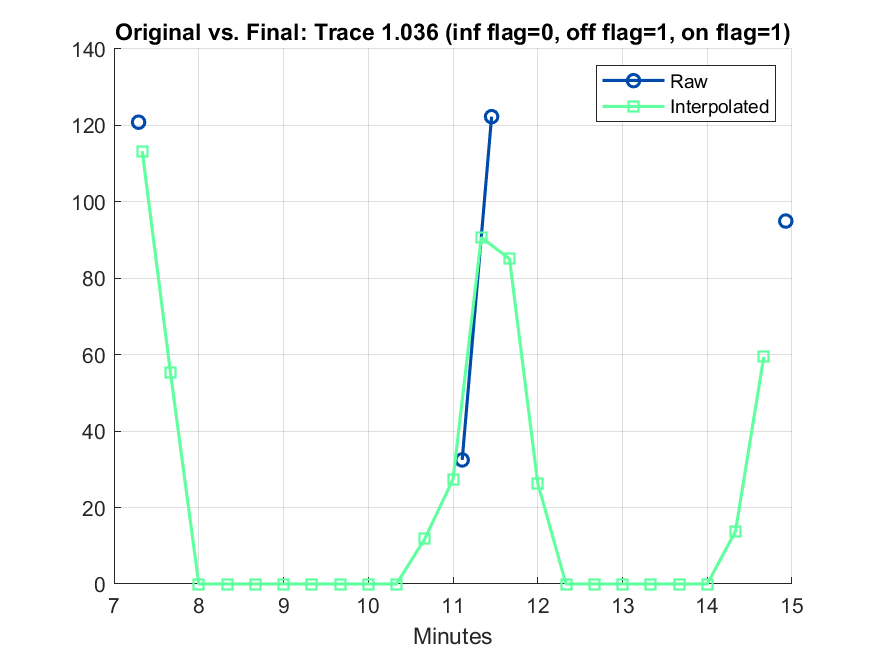 Original vs. Final: Trace 1.036 (inf flag=0, off flag=1, on flag=1)
140
120
100
80
60
40
20
0
Raw
Interpolated
7 8 9 10 11 12 13 14 15
Minutes